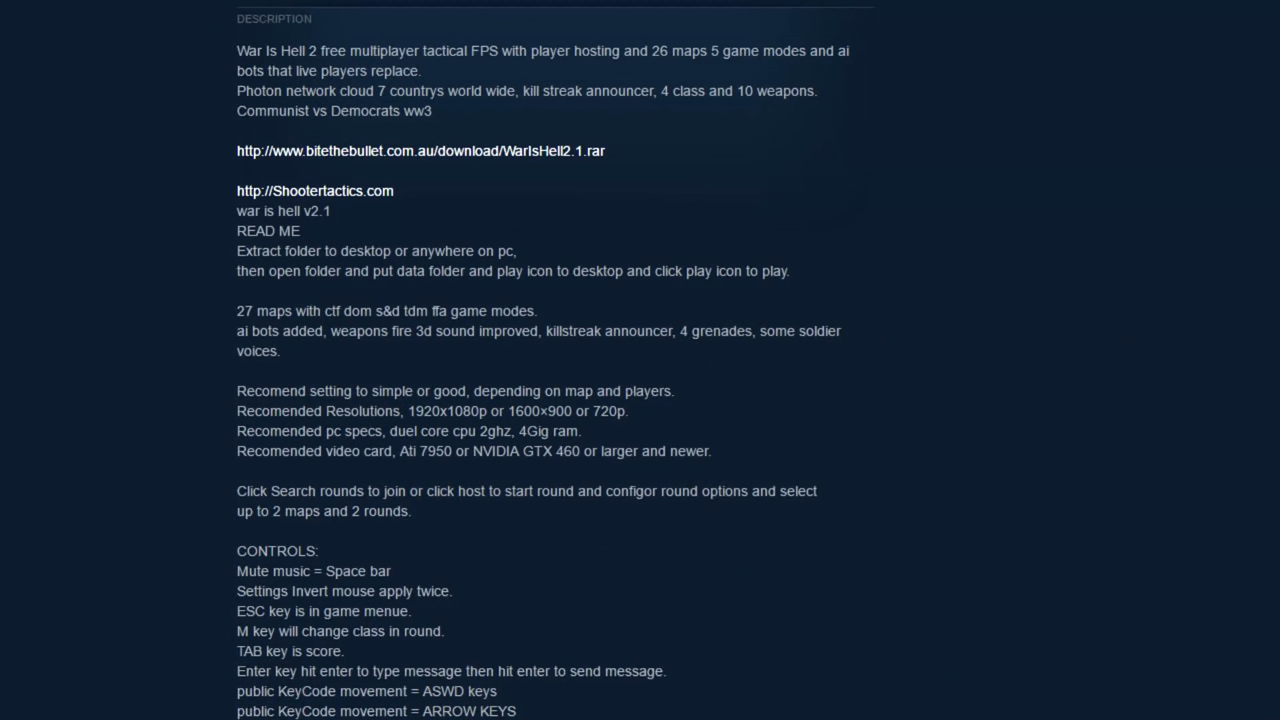 DESCRIPTION
War Is Hell 2 free multiplayer tactical FPS with player hosting and 26 maps 5 game modes and ai
bots that live players replace.
Photon network cloud 7 countrys world wide, kill streak announcer, 4 class and 10 weapons.
Communist vs Democrats ww3
http://www.bitethebullet.com.au/download/WarIsHell2.1.rar
http://Shootertactics.com
war is hell v2.1
READ ME
Extract folder to desktop or anywhere on pc,
then open folder and put data folder and play icon to desktop and click play icon to play.
27 maps with ctf dom s&d tdm ffa game modes.
ai bots added, weapons fire 3d sound improved, killstreak announcer, 4 grenades, some soldier
voices.
Recomend setting to simple or good, depending on map and players.
Recomended Resolutions, 1920x1080p or 1600×900 or 720p.
Recomended pc specs, duel core cpu 2ghz, 4Gig ram.
Recomended video card, Ati 7950 or NVIDIA GTX 460 or larger and newer.
Click Search rounds to join or click host to start round and configor round options and select
up to 2 maps and 2 rounds.
CONTROLS:
Mute music = Space bar
Settings Invert mouse apply twice.
ESC key is in game menue.
M key will change class in round.
TAB key is score.
Enter key hit enter to type message then hit enter to send message.
public KeyCode movement = ASWD keys
public KeyCode movement = ARROW KEYS